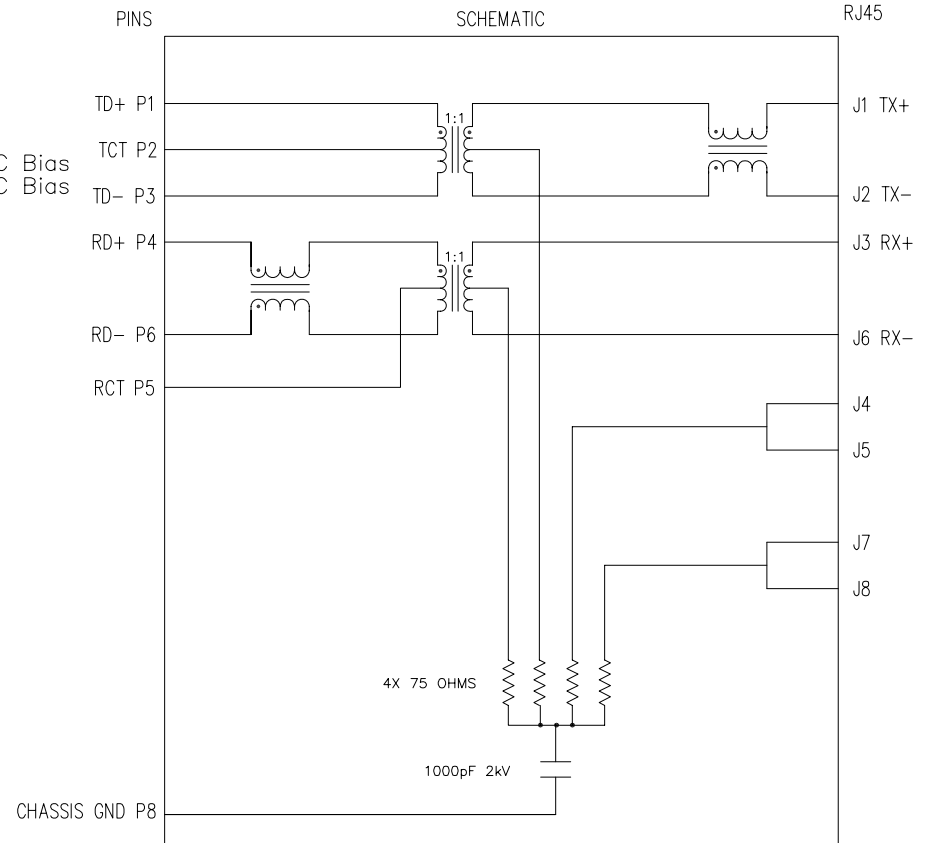 PINS
SCHEMATIC
RJ45
TD+ P1
1:1
J1 TX+
TCT P2
C Bias
C Bias
TD- P3
J2 TX-
RD+ P4
1:1
J3 RX+
RD- P6
J6 RX-
RCT P5
J4
J5
J7
J8
4X 75 OHMS
1000pF 2kV
CHASSIS GND P8